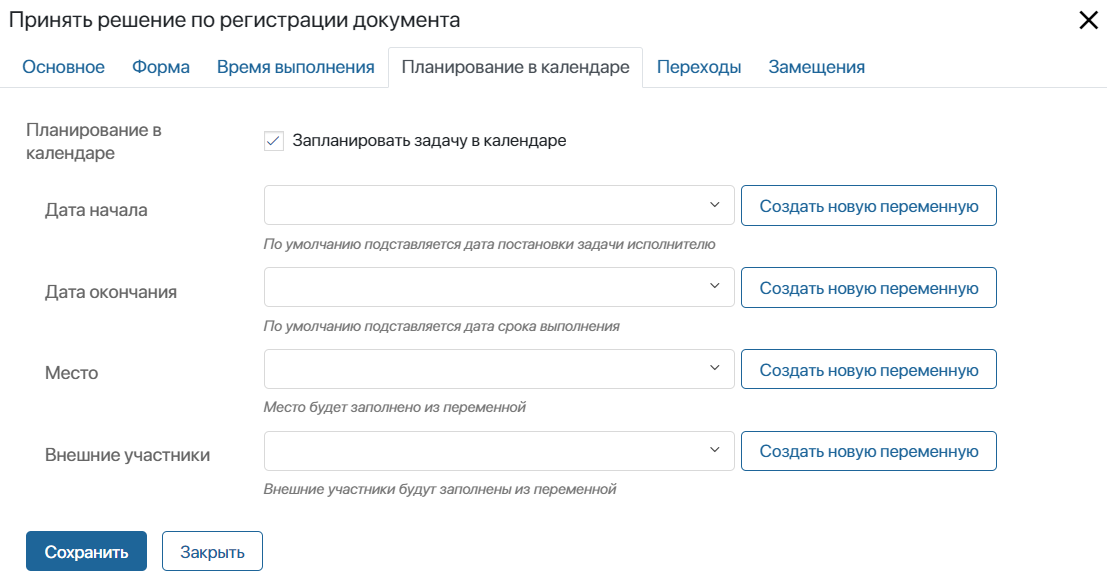 Принять решение по регистрации документа
Основное Форма Время выполнения Планирование в календаре Переходы Замещения
Планирование в
календаре
Запланировать задачу в календаре
Дата начала
Создать новую переменную
По умолчанию подставляется дата постановки задачи исполнителю
Дата окончания
Создать новую переменную
По умолчанию подставляется дата срока выполнения
Место
Создать новую переменную
Место будет заполнено из переменной
Внешние участники
Создать новую переменную
Внешние участники будут заполнены из переменной
Сохранить Закрыть